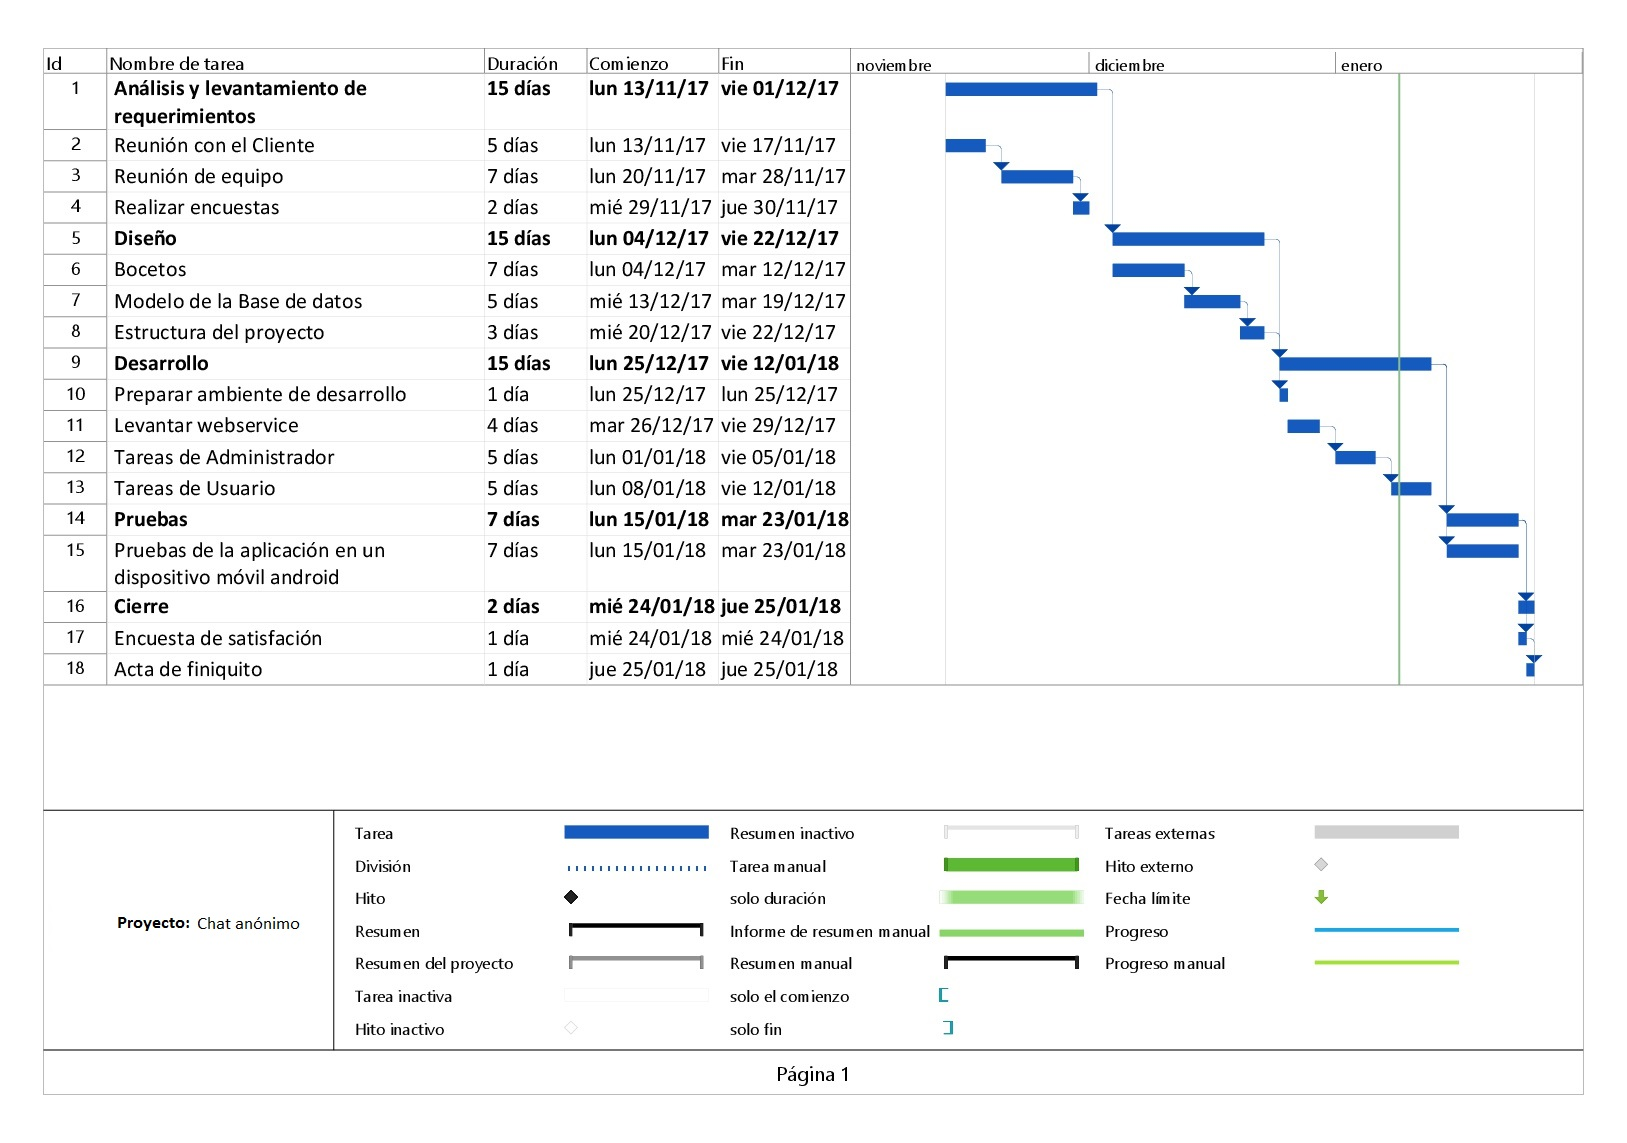 Id Nombre de tarea Duración Comienzo Fin noviembre diciembre enero
1 Análisis y levantamiento de 15 días lun 13/11/17 vie 01/12/17
requerimientos
2 Reunión con el Cliente 5 días lun 13/11/17 vie 17/11/17
3 Reunión de equipo 7 días lun 20/11/17 mar 28/11/17
4 Realizar encuestas 2 días mié 29/11/17 jue 30/11/17
5 Diseño 15 días lun 04/12/17 vie 22/12/17
6 Bocetos 7 días lun 04/12/17 mar 12/12/17
7 Modelo de la Base de datos 5 días mié 13/12/17 mar 19/12/17
8 Estructura del proyecto 3 días mié 20/12/17 vie 22/12/17
9 Desarrollo 15 días lun 25/12/17 vie 12/01/18
10 Preparar ambiente de desarrollo 1 día lun 25/12/17 lun 25/12/17
11 Levantar webservice 4 días mar 26/12/17 vie 29/12/17
12 Tareas de Administrador 5 días lun 01/01/18 vie 05/01/18
13 Tareas de Usuario 5 días lun 08/01/18 vie 12/01/18
14 Pruebas 7 días lun 15/01/18 mar 23/01/18
15 Pruebas de la aplicación en un 7 días lun 15/01/18 mar 23/01/18
dispositivo móvil android
16 Cierre 2 días mié 24/01/18 jue 25/01/18
17 Encuesta de satisfación 1 día mié 24/01/18 mié 24/01/18
18 Acta de finiquito 1 día jue 25/01/18 jue 25/01/18
Proyecto: Chat anónimo
Tarea
División
Hito
Resumen
Resumen del proyecto
Tarea inactiva
Hito inactivo
Resumen inactivo
Tarea manual
solo duración
Informe de resumen manual
Resumen manual
solo el comienzo
solo fin
Tareas externas
Hito externo
Fecha límite
Progreso
Progreso manual
Página 1